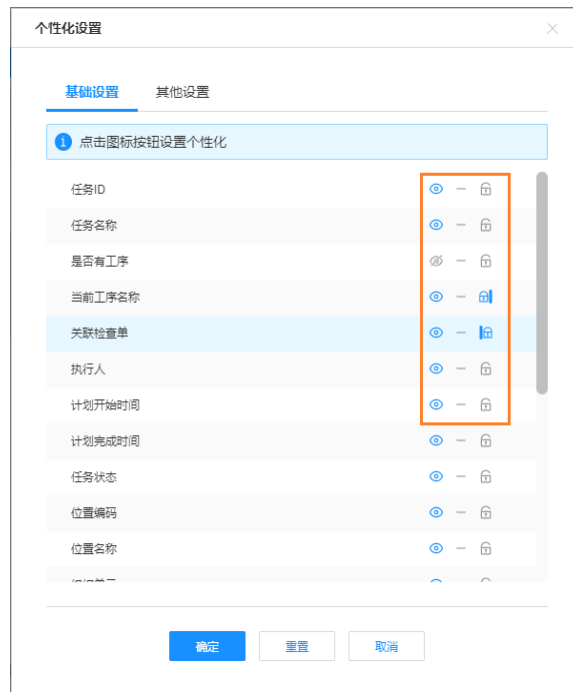 个性化设置
基础设置 其他设置
点击图标按钮设置个性化
任务ID
任务名称
是否有工序
当前工序名称
关联检查单
执行人
计划开始时间
计划完成时间
任务状态
位置编码
位置名称
确定 重置 取消